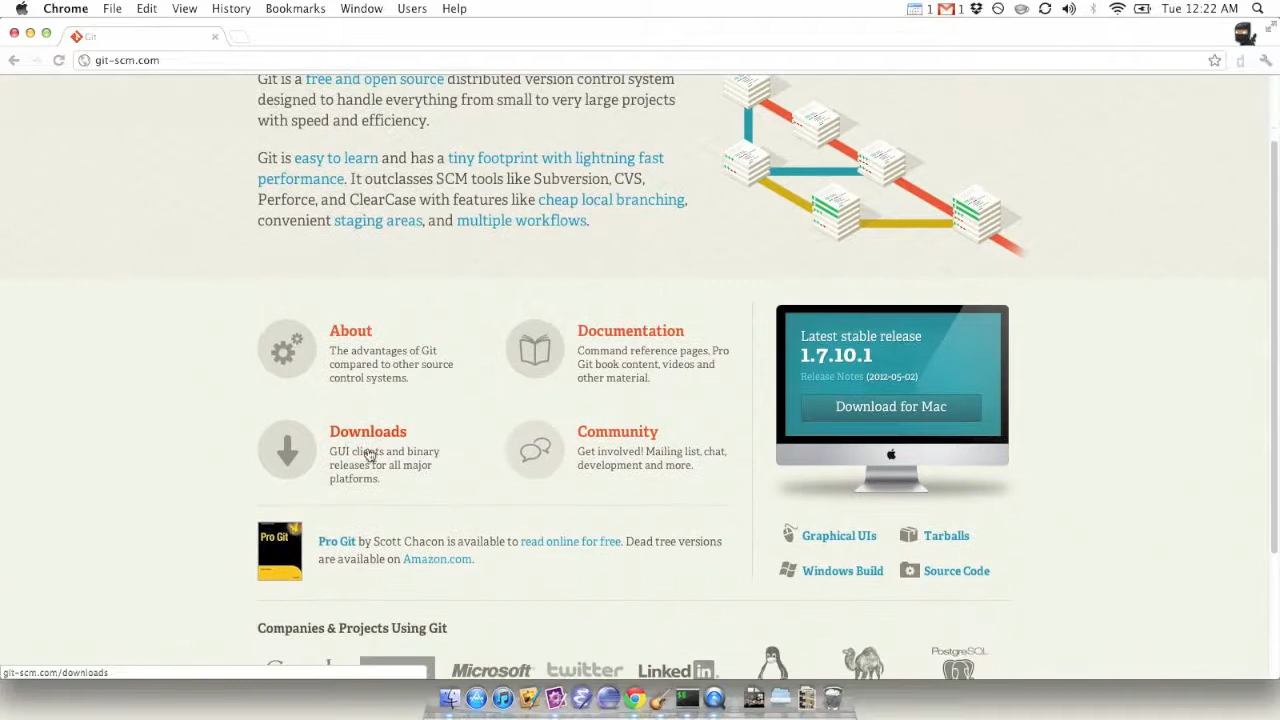 Chrome File Edit View History Bookmarks Window Users Help 1 1 Tue 12:22 AM
Git
git-scm.com
Git is a free and open source distributed version control system
designed to handle everything from small to very large projects
with speed and efficiency.
Git is easy to learn and has a tiny footprint with lightning fast
performance. It outclasses SCM tools like Subversion, CVS,
Perforce, and ClearCase with features like cheap local branching,
convenient staging areas, and multiple workflows.
About
The advantages of Git
compared to other source
control systems.
Documentation
Command reference pages, Pro
Git book content, videos and
other material.
Downloads
GUI clients and binary
releases for all major
platforms.
Community
Get involved! Mailing list, chat,
development and more.
Latest stable release
1.7.10.1
Release Notes (2012-05-02)
Download for Mac
Graphical UIs
Tarballs
Windows Build
Source Code
Pro Git
Pro Git by Scott Chacon is available to read online for free. Dead tree versions
are available on Amazon.com.
Companies & Projects Using Git
Microsoft twitter LinkedIn PostgreSQL
git-scm.com/downloads